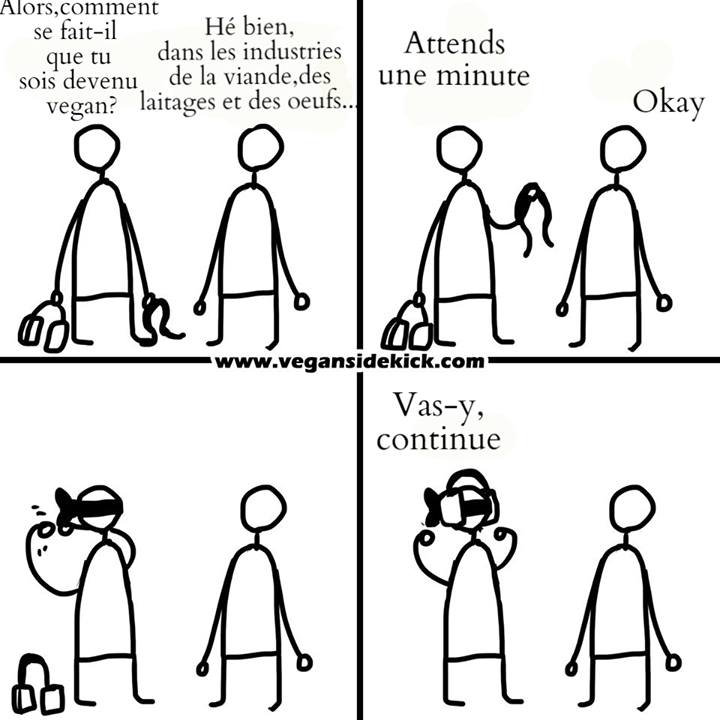 Alors,comment
se fait-il
que tu
sois devenu
vegan?
Hé bien,
dans les industries
de la viande,des
laitages et des oeufs...
Attends
une minute
Okay
www.vegansidekick.com
Vas-y,
continue